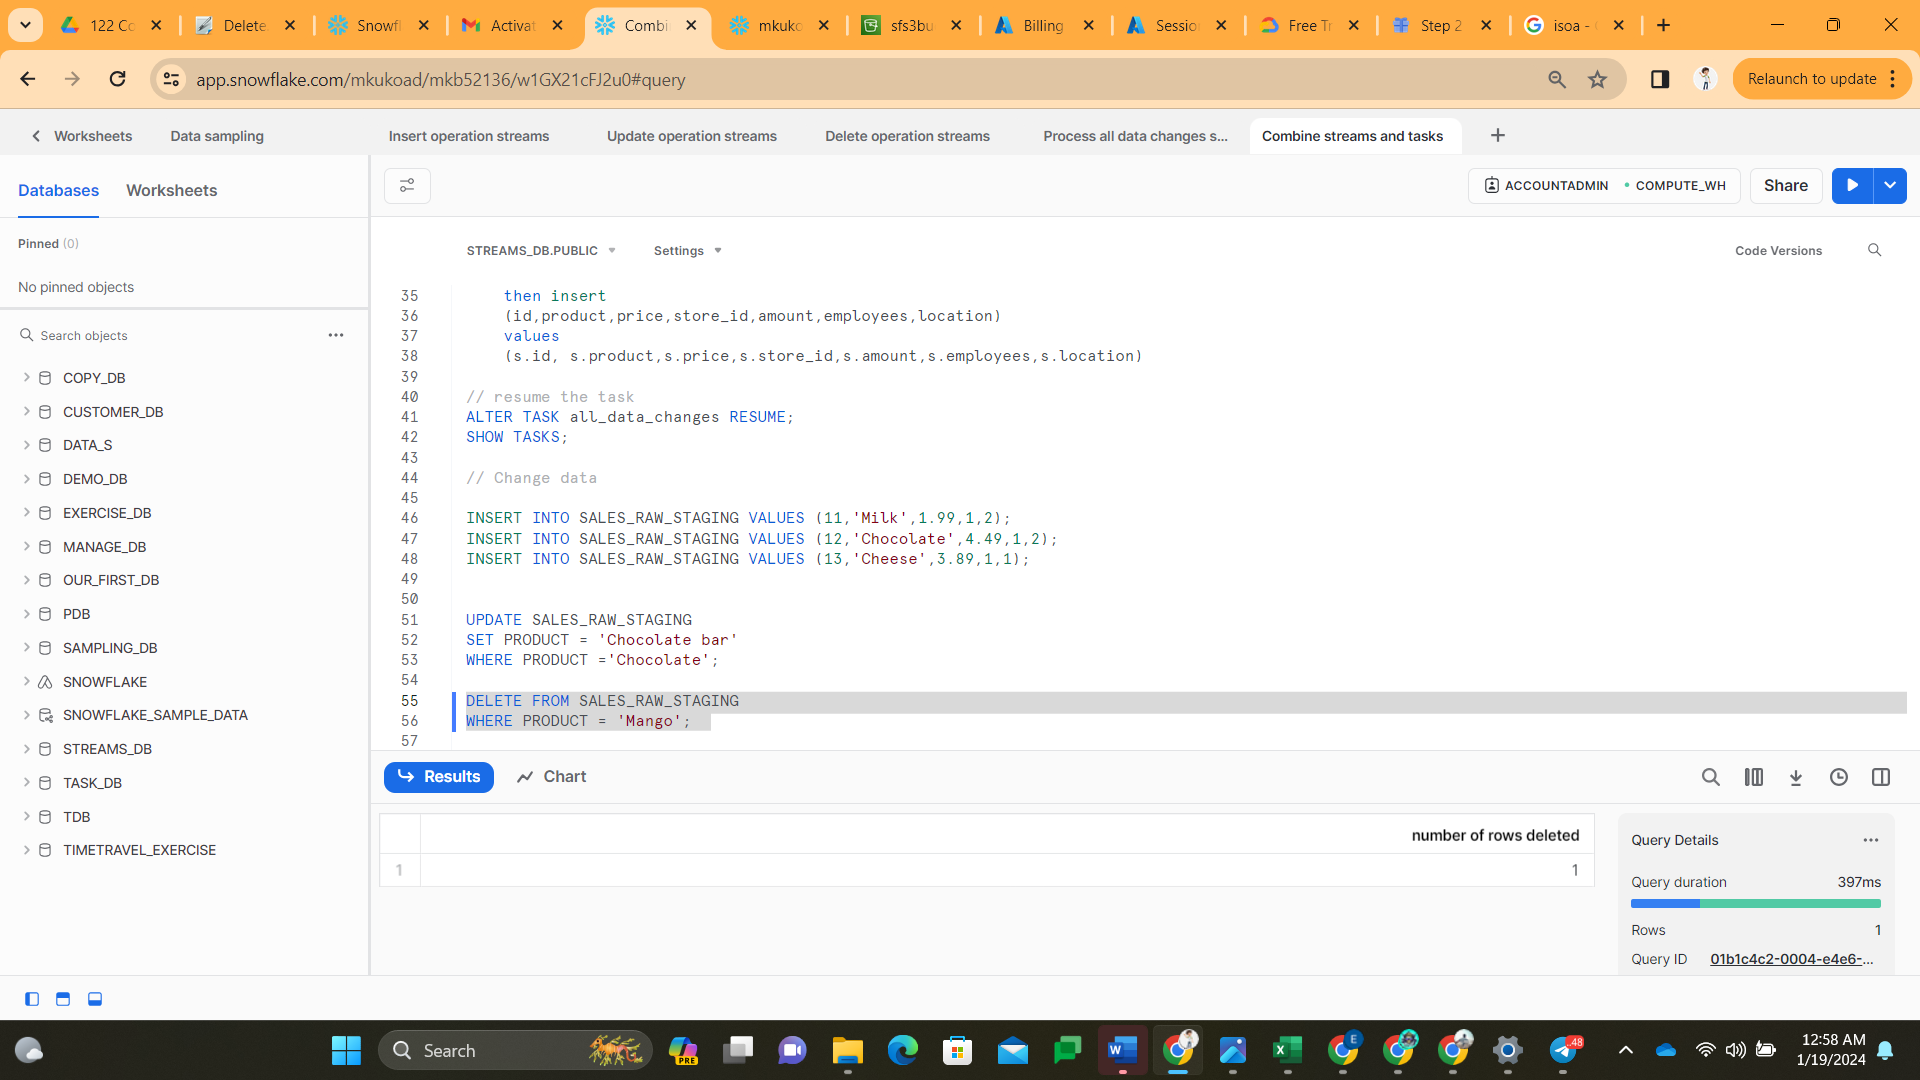 122 Co
Delete
Snowfl
Activat
Combi
mkuko
sfs3bu
Billing
Sessio
Free Tr
Step 2
isoa -
app.snowflake.com/mkukoad/mkb52136/w1GX21cFJ2u0#query
Relaunch to update
Worksheets
Data sampling
Insert operation streams
Update operation streams
Delete operation streams
Process all data changes s...
Combine streams and tasks
Databases
Worksheets
ACCOUNTADMIN
COMPUTE_WH
Share
Pinned (0)
No pinned objects
Search objects
COPY_DB
CUSTOMER_DB
DATA_S
DEMO_DB
EXERCISE_DB
MANAGE_DB
OUR_FIRST_DB
PDB
SAMPLING_DB
SNOWFLAKE
SNOWFLAKE_SAMPLE_DATA
STREAMS_DB
TASK_DB
TDB
TIMETRAVEL_EXERCISE
STREAMS_DB.PUBLIC
Settings
Code Versions
35 then insert
36 (id,product,price,store_id,amount,employees,location)
37 values
38 (s.id, s.product,s.price,s.store_id,s.amount,s.employees,s.location)
39
40 // resume the task
41 ALTER TASK all_data_changes RESUME;
42 SHOW TASKS;
43
44 // Change data
45
46 INSERT INTO SALES_RAW_STAGING VALUES (11,'Milk',1.99,1,2);
47 INSERT INTO SALES_RAW_STAGING VALUES (12,'Chocolate',4.49,1,2);
48 INSERT INTO SALES_RAW_STAGING VALUES (13,'Cheese',3.89,1,1);
49
50
51 UPDATE SALES_RAW_STAGING
52 SET PRODUCT = 'Chocolate bar'
53 WHERE PRODUCT ='Chocolate';
54
55 DELETE FROM SALES_RAW_STAGING
56 WHERE PRODUCT = 'Mango';
57
Results
Chart
number of rows deleted
1 1
Query Details
Query duration 397ms
Rows 1
Query ID 01b1c4c2-0004-e4e6-...
Search
PRE
E
48
12:58 AM
1/19/2024